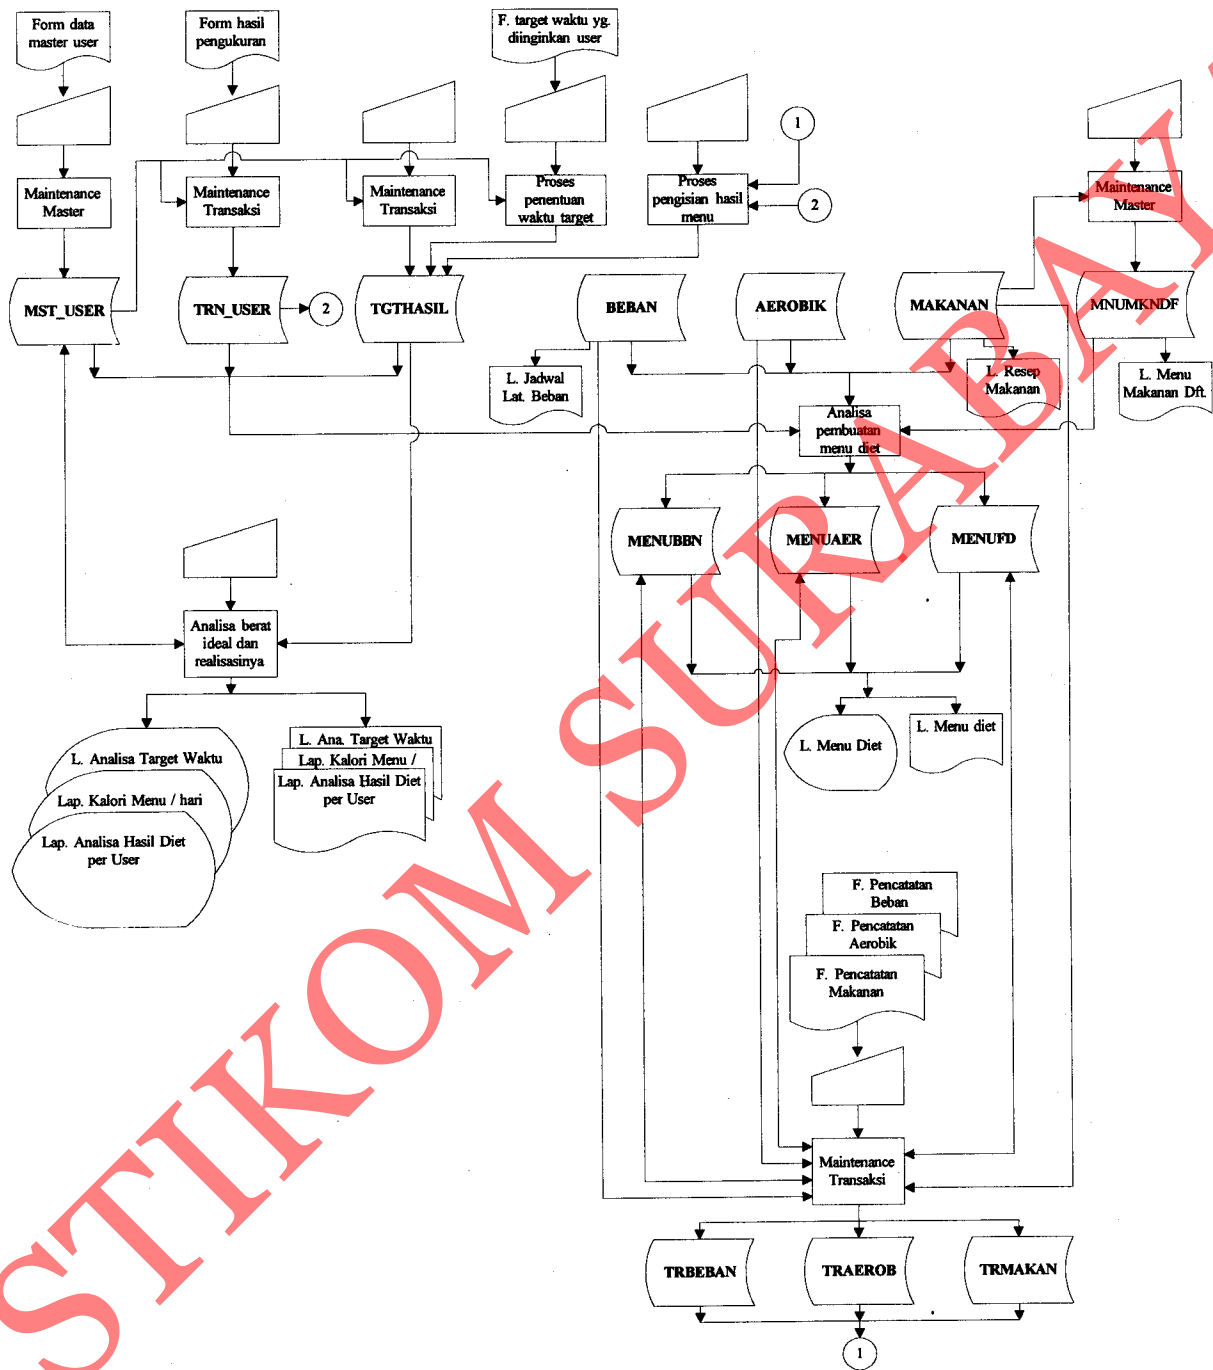 Form data
master user
Form hasil
pengukuran
F. target waktu yg.
diinginkan user
1
Maintenance
Master
Maintenance
Transaksi
Maintenance
Transaksi
Proses
penentuan
waktu target
Proses
pengisian hasil
menu
2
Maintenance
Master
MST_USER
TRN_USER
2
TGTHASIL
BEBAN
AEROBIK
MAKANAN
MNUMKNDF
L. Jadwal
Lat. Beban
L. Resep
Makanan
L. Menu
Makanan Dft.
Analisa
pembuatan
menu diet
MENUBBN
MENUAER
MENUFD
Analisa berat
ideal dan
realisasinya
L. Analisa Target Waktu
Lap. Kalori Menu / hari
Lap. Analisa Hasil Diet
per User
L. Ana. Target Waktu
Lap. Kalori Menu /
Lap. Analisa Hasil Diet
per User
L. Menu Diet
L. Menu diet
F. Pencatatan
Beban
F. Pencatatan
Aerobik
F. Pencatatan
Makanan
Maintenance
Transaksi
TRBEBAN
TRAEROB
TRMAKAN
1
STIKOM SURABAYA